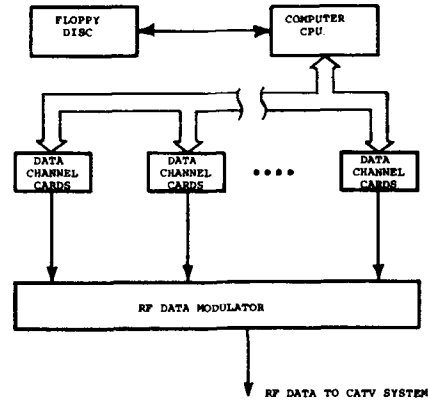 FLOPPY
DISC
COMPUTER
CPU.
DATA
CHANNEL
CARDS
DATA
CHANNEL
CARDS
DATA
CHANNEL
CARDS
RF DATA MODULATOR
RF DATA TO CATV SYSTEM